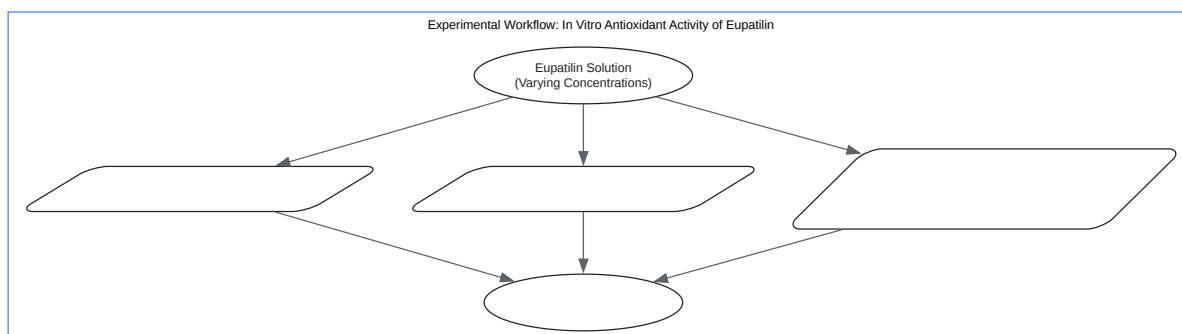 Experimental Workflow: In Vitro Antioxidant Activity of Eupatilin
Eupatilin Solution
(Varying Concentrations)